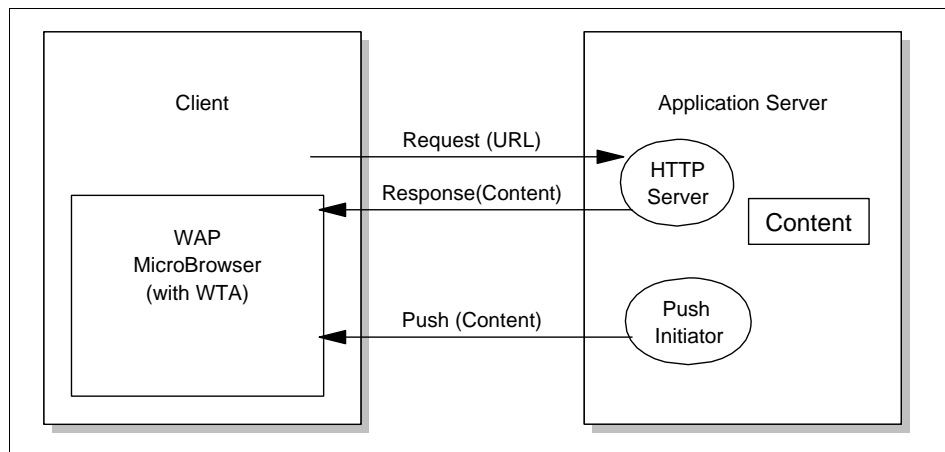 Client
Application Server
Request (URL)
HTTP
Server
Response(Content)
Content
WAP
MicroBrowser
(with WTA)
Push (Content)
Push
Initiator